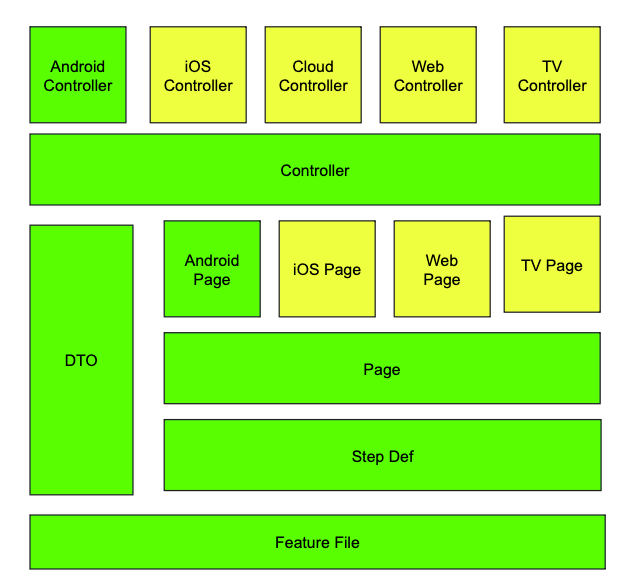 Android
Controller
iOS
Controller
Cloud
Controller
Web
Controller
TV
Controller
Controller
DTO
Android
Page
iOS Page
Web
Page
TV Page
Page
Step Def
Feature File